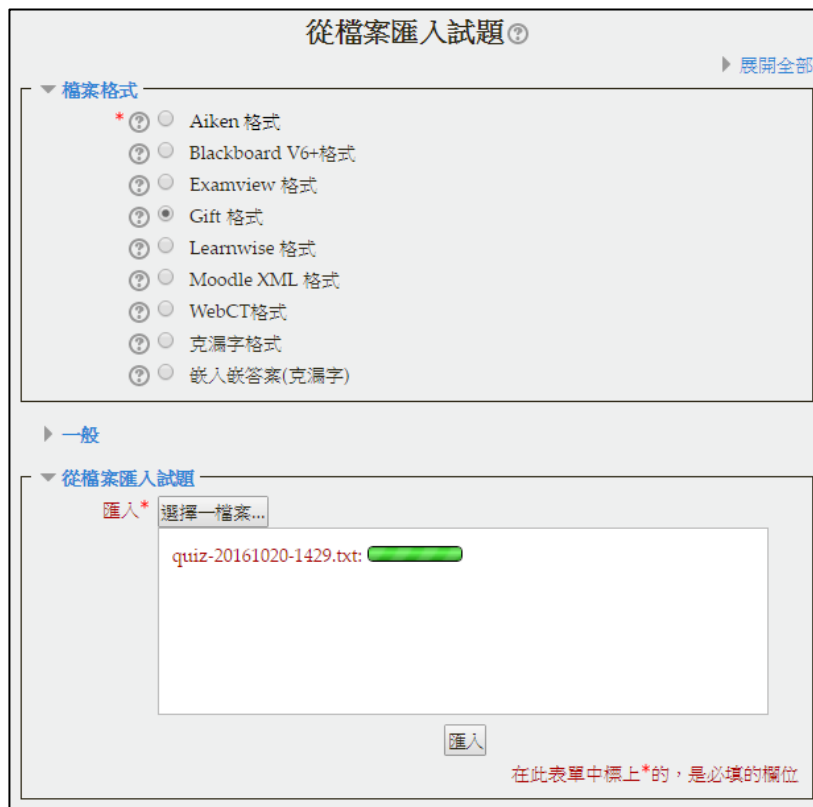 從檔案匯入試題
展開全部
檔案格式
* Aiken 格式
Blackboard V6+格式
Examview 格式
Gift 格式
Learnwise 格式
Moodle XML 格式
WebCT格式
克漏字格式
嵌入嵌答案(克漏字)
一般
從檔案匯入試題
匯入* 選擇一檔案...
quiz-20161020-1429.txt:
匯入
在此表單中標上*的，是必填的欄位